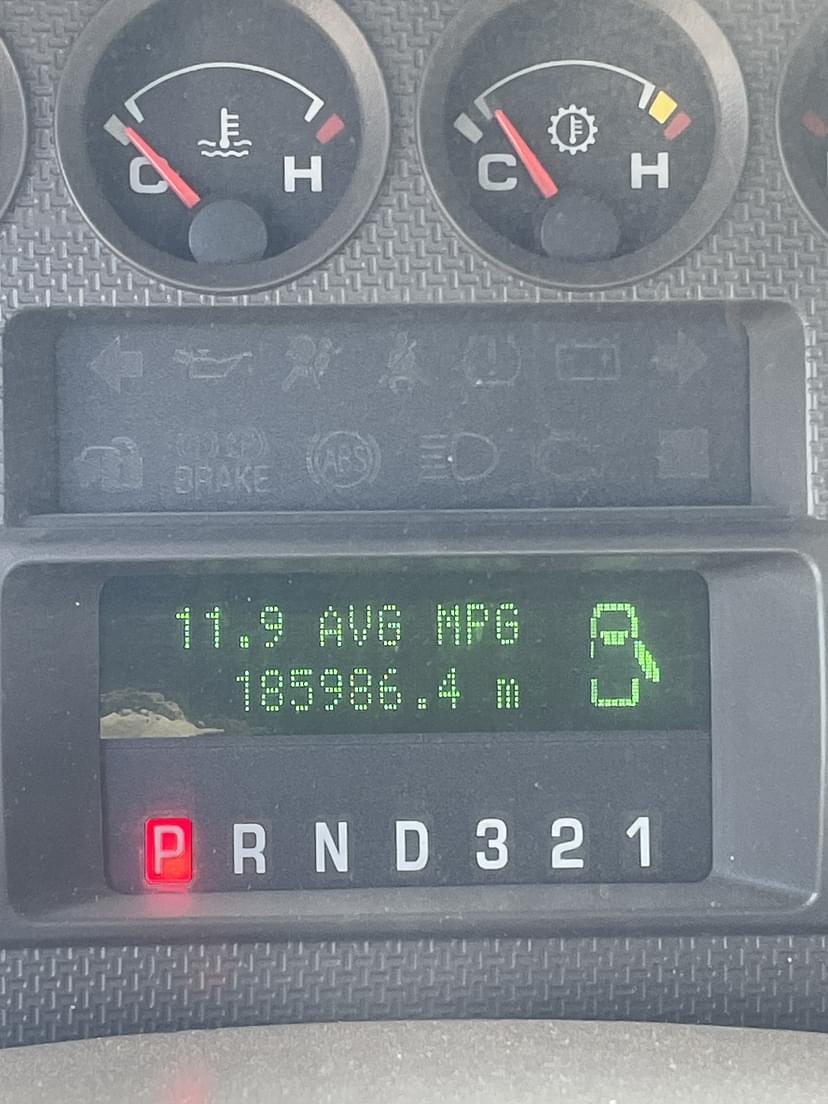 C H
C H
BRAKE ABS
11.9 AVG MPG
185986.4 m
P R N D 3 2 1